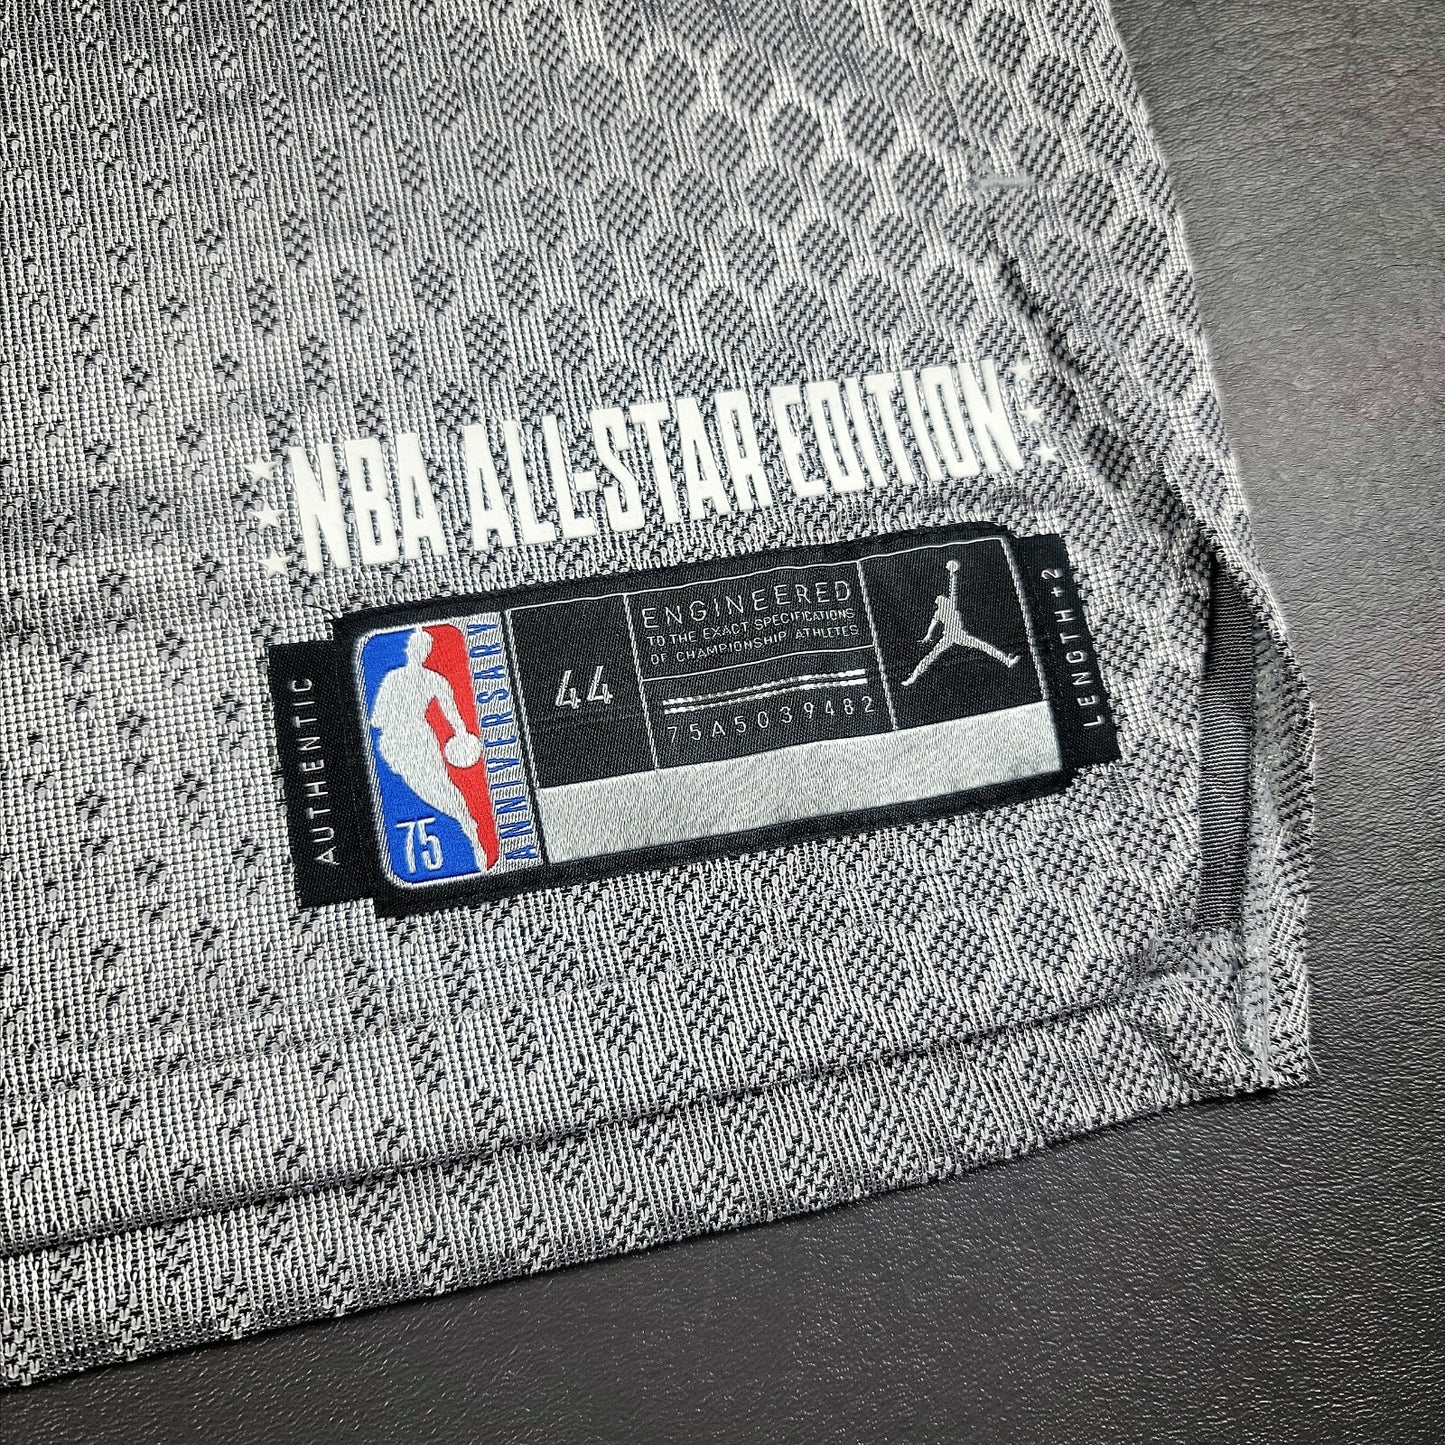 NBA ALL-STAR EDITION
AUTHENTIC
75
ANNIVERSARY
44
ENGINEERED
TO THE EXACT SPECIFICATIONS
OF CHAMPIONSHIP ATHLETES
75A5039482
LENGTH +2